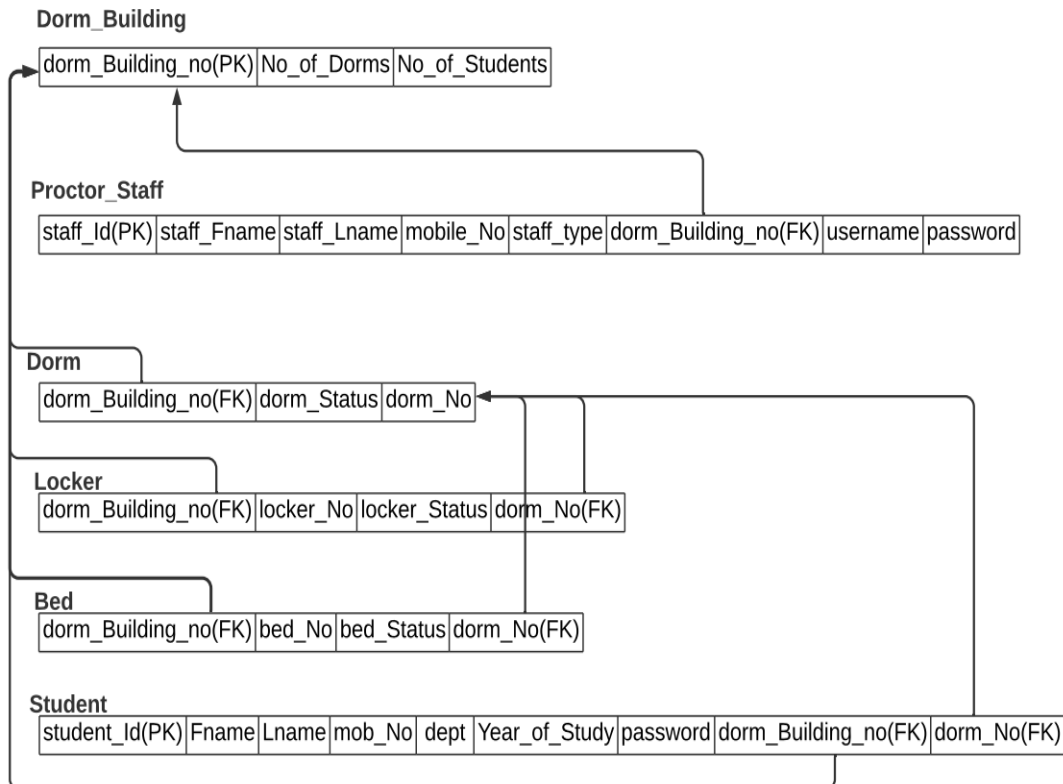 Dorm_Building
dorm_Building_no(PK) No_of_Dorms No_of_Students
Proctor_Staff
staff_Id(PK) staff_Fname staff_Lname mobile_No staff_type dorm_Building_no(FK) username password
Dorm
dorm_Building_no(FK) dorm_Status dorm_No
Locker
dorm_Building_no(FK) locker_No locker_Status dorm_No(FK)
Bed
dorm_Building_no(FK) bed_No bed_Status dorm_No(FK)
Student
student_Id(PK) Fname Lname mob_No dept Year_of_Study password dorm_Building_no(FK) dorm_No(FK)